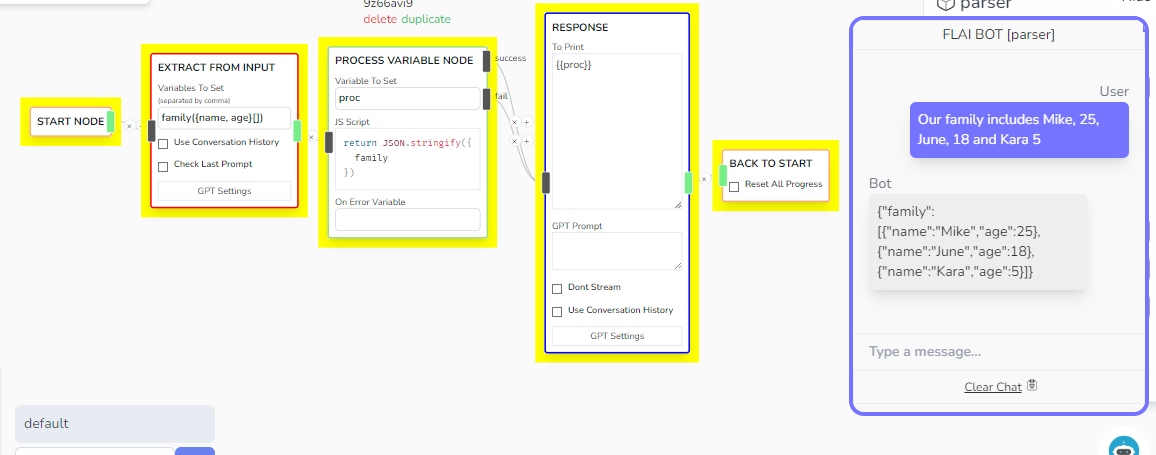 9z66avi9
delete duplicate
START NODE
EXTRACT FROM INPUT
Variables To Set
(separated by comma)
family({name, age}[])
Use Conversation History
Check Last Prompt
GPT Settings
PROCESS VARIABLE NODE
Variable To Set
proc
JS Script
return JSON.stringify({
family
})
On Error Variable
success
fail
RESPONSE
To Print
{{proc}}
GPT Prompt
Dont Stream
Use Conversation History
GPT Settings
BACK TO START
Reset All Progress
parser
FLAI BOT [parser]
User
Our family includes Mike, 25,
June, 18 and Kara 5
Bot
{"family":
[{"name":"Mike","age":25},
{"name":"June","age":18},
{"name":"Kara","age":5}]}
Type a message...
Clear Chat
default